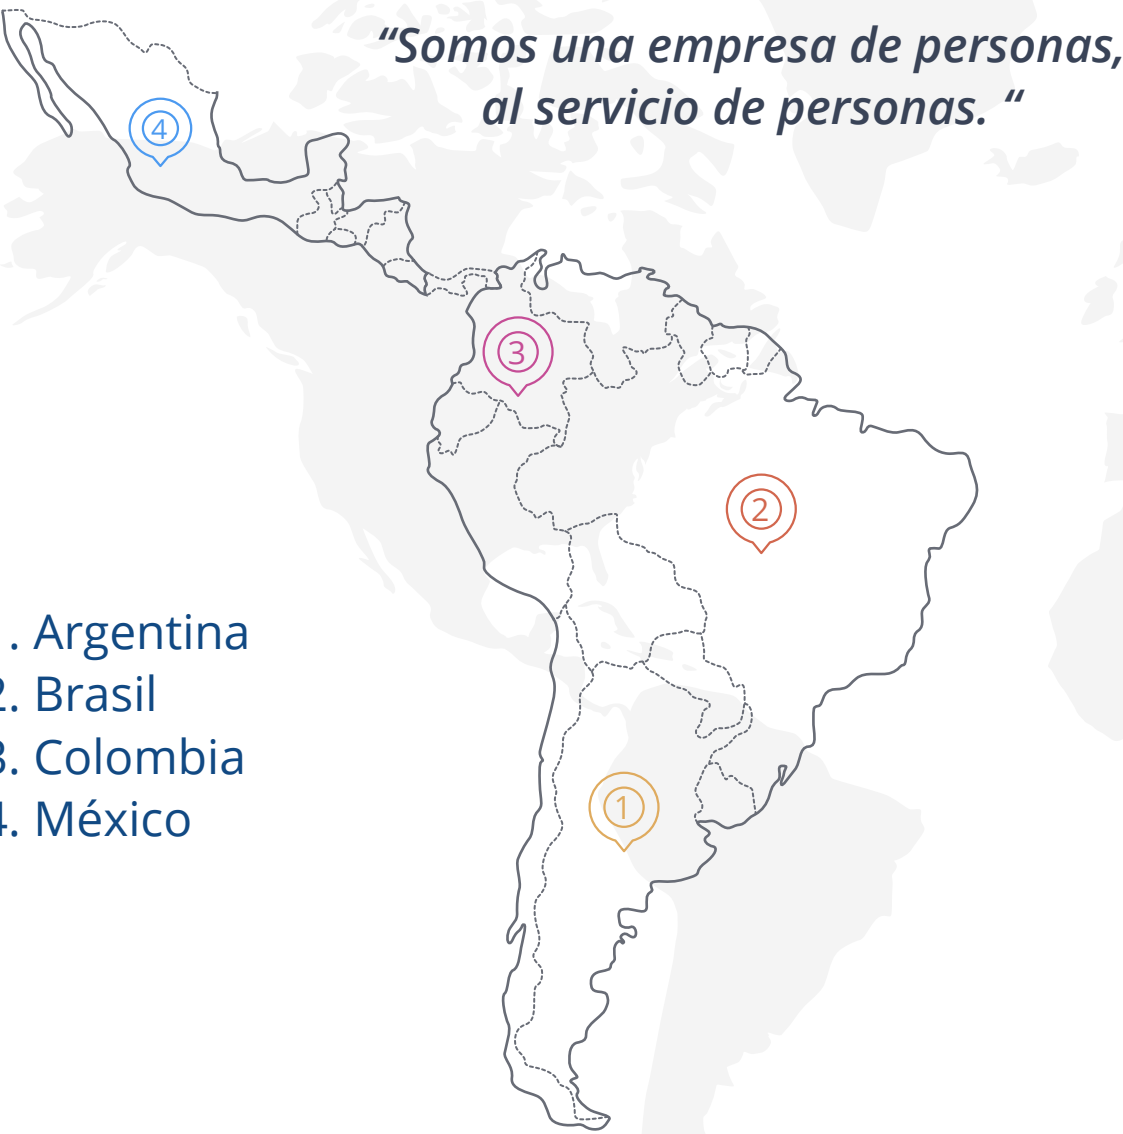 “Somos una empresa de personas,
al servicio de personas. “
4
3
2
. Argentina
2. Brasil
3. Colombia
4. México
1